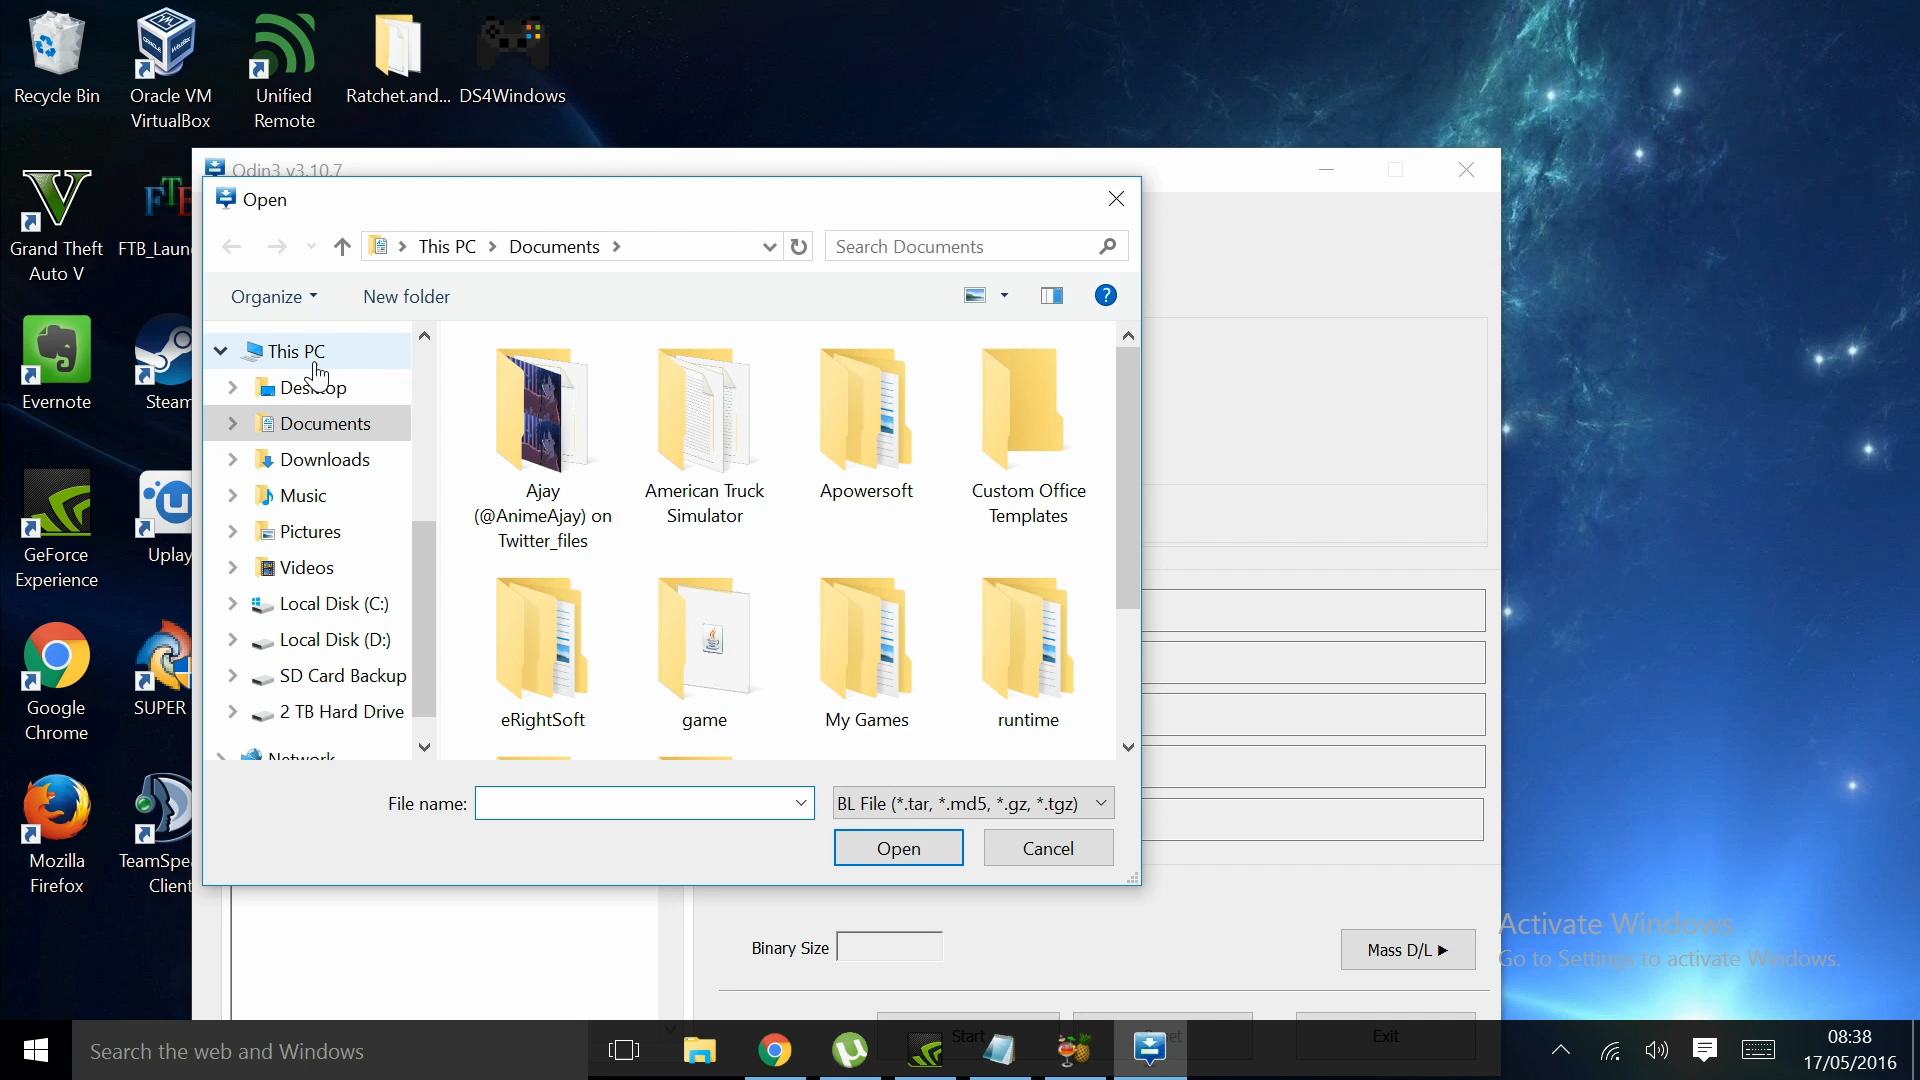 Recycle Bin
Oracle VM
VirtualBox
Unified
Remote
Ratchet.and...
DS4Windows
Grand Theft
Auto V
FTB_Laun
Evernote
Steam
GeForce
Experience
Uplay
Google
Chrome
SUPER
Mozilla
Firefox
TeamSpea
Client
Odin3 v3.10.7
Open
This PC
Documents
Search Documents
Organize
New folder
This PC
Desktop
Documents
Downloads
Music
Pictures
Videos
Local Disk (C:)
Local Disk (D:)
SD Card Backup
2 TB Hard Drive
Network
Ajay
(@AnimeAjay) on
Twitter_files
American Truck
Simulator
Apowersoft
Custom Office
Templates
eRightSoft
game
My Games
runtime
File name:
BL File (*.tar, *.md5, *.gz, *.tgz)
Open
Cancel
Binary Size
Mass D/L
Start
Exit
Activate Windows
Go to Settings to activate Windows.
Search the web and Windows
08:38
17/05/2016